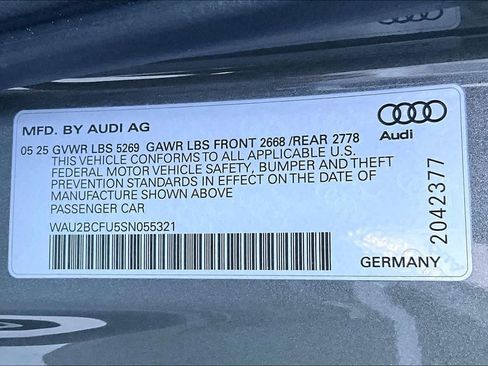 MFD. BY AUDI AG
Audi
05 25 GVWR LBS 5269 GAWR LBS FRONT 2668 /REAR 2778
THIS VEHICLE CONFORMS TO ALL APPLICABLE U.S.
FEDERAL MOTOR VEHICLE SAFETY, BUMPER AND THEFT
PREVENTION STANDARDS IN EFFECT ON THE DATE OF
MANUFACTURE SHOWN ABOVE
PASSENGER CAR
WAU2BCFU5SN055321
GERMANY
2042377